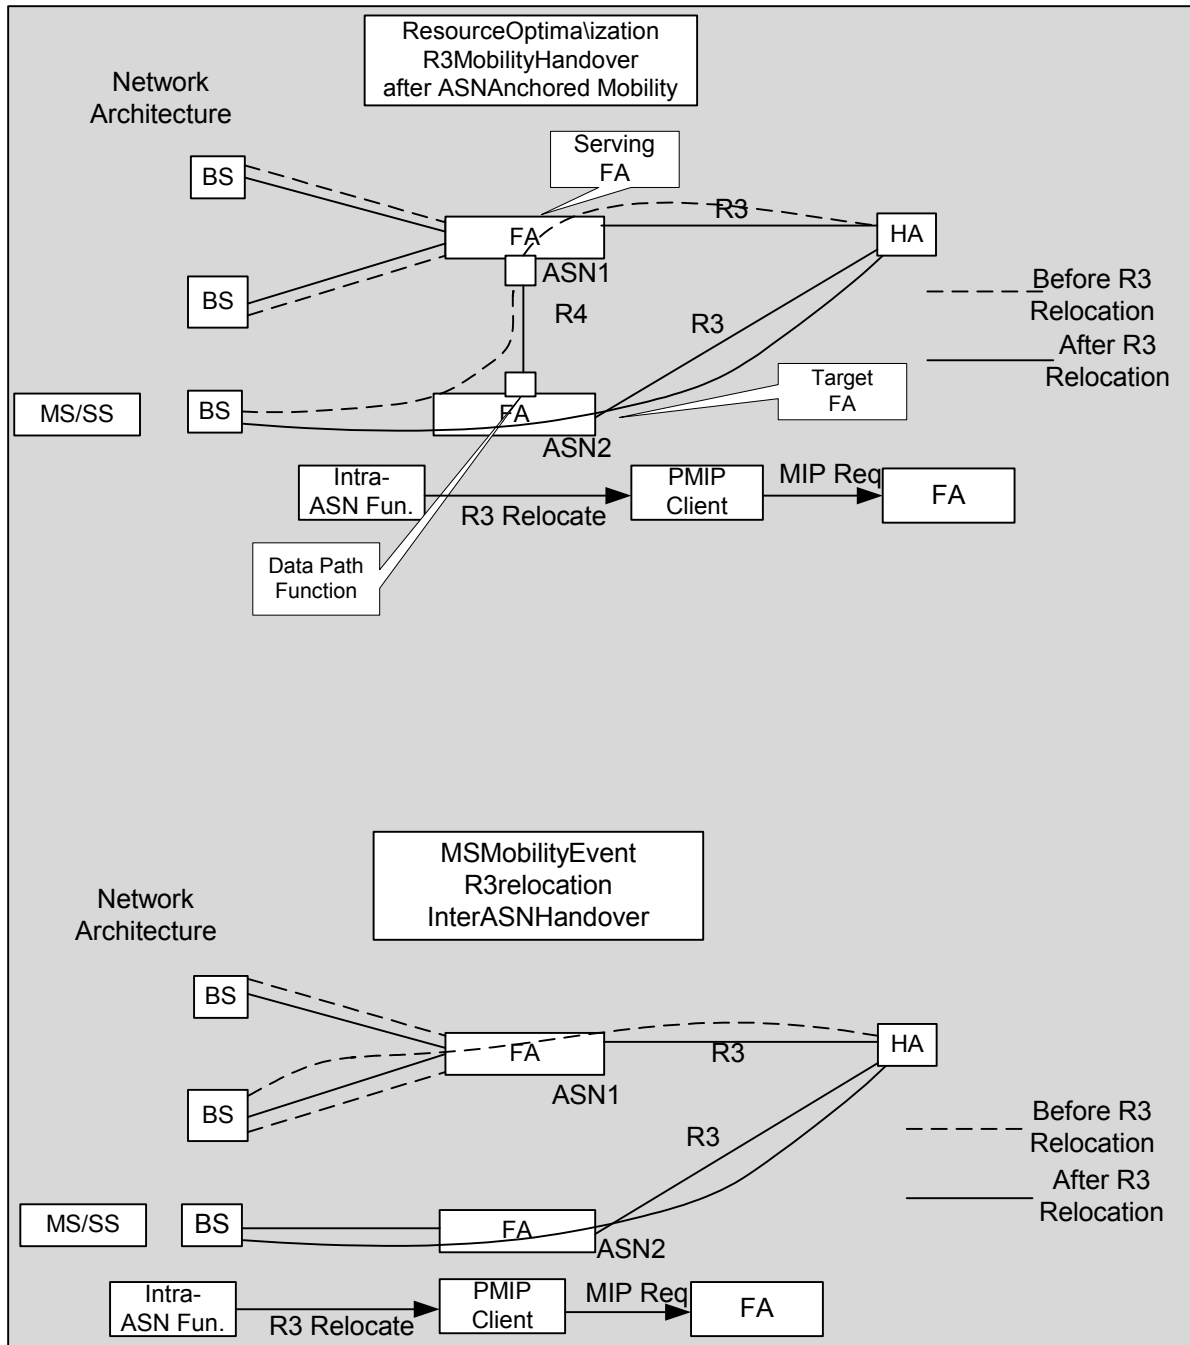 ResourceOptima\ization
R3MobilityHandover
after ASNAnchored Mobility
Network
Architecture
Serving
FA
BS
R3
FA
HA
ASN1
Before R3
Relocation
BS
R4
R3
After R3
Relocation
Target
FA
MS/SS
BS
FA
ASN2
Intra-
ASN Fun.
R3 Relocate
PMIP
Client
MIP Req
FA
Data Path
Function
MSMobilityEvent
R3relocation
InterASNHandover
Network
Architecture
BS
FA
R3
HA
ASN1
BS
R3
Before R3
Relocation
After R3
Relocation
MS/SS
BS
FA
ASN2
Intra-
ASN Fun.
R3 Relocate
PMIP
Client
MIP Req
FA